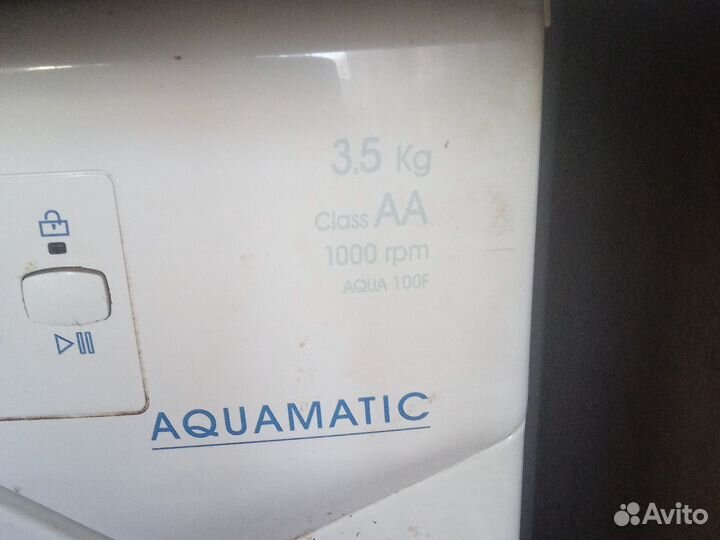 3.5 Kg
Class AA
1000 rpm
AQUA 100F
AQUAMATIC
Avito